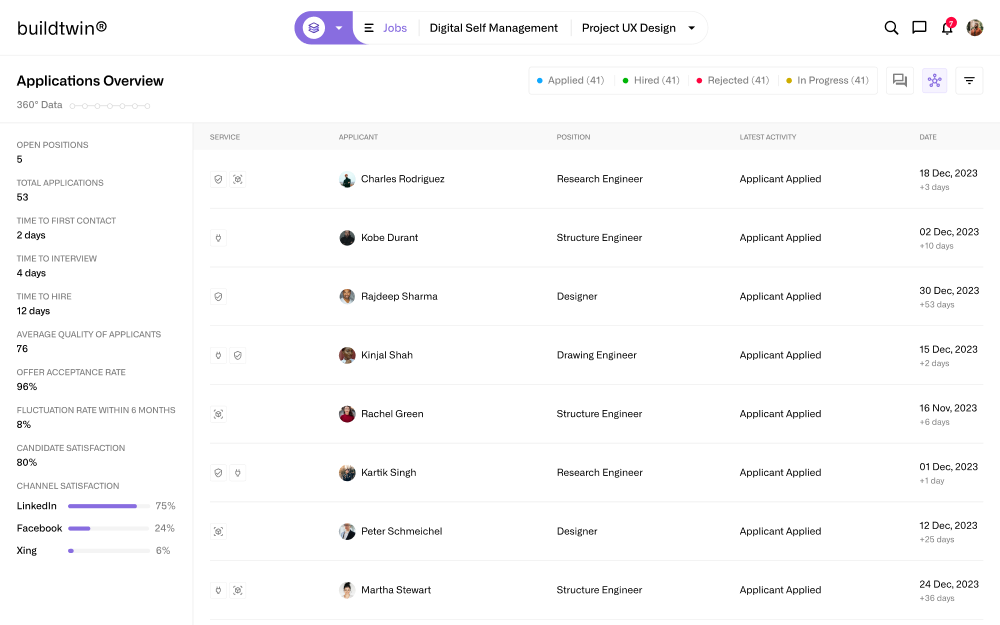 buildtwin®
Jobs
Digital Self Management
Project UX Design
7
Applications Overview
360° Data
Applied (41)
Hired (41)
Rejected (41)
In Progress (41)
OPEN POSITIONS
5
TOTAL APPLICATIONS
53
TIME TO FIRST CONTACT
2 days
TIME TO INTERVIEW
4 days
TIME TO HIRE
12 days
AVERAGE QUALITY OF APPLICANTS
76
OFFER ACCEPTANCE RATE
96%
FLUCTUATION RATE WITHIN 6 MONTHS
8%
CANDIDATE SATISFACTION
80%
CHANNEL SATISFACTION
LinkedIn 75%
Facebook 24%
Xing 6%
SERVICE APPLICANT POSITION LATEST ACTIVITY DATE
Charles Rodriguez Research Engineer Applicant Applied 18 Dec, 2023
+3 days
Kobe Durant Structure Engineer Applicant Applied 02 Dec, 2023
+10 days
Rajdeep Sharma Designer Applicant Applied 30 Dec, 2023
+53 days
Kinjal Shah Drawing Engineer Applicant Applied 15 Dec, 2023
+2 days
Rachel Green Structure Engineer Applicant Applied 16 Nov, 2023
+6 days
Kartik Singh Research Engineer Applicant Applied 01 Dec, 2023
+1 day
Peter Schmeichel Designer Applicant Applied 12 Dec, 2023
+25 days
Martha Stewart Structure Engineer Applicant Applied 24 Dec, 2023
+36 days